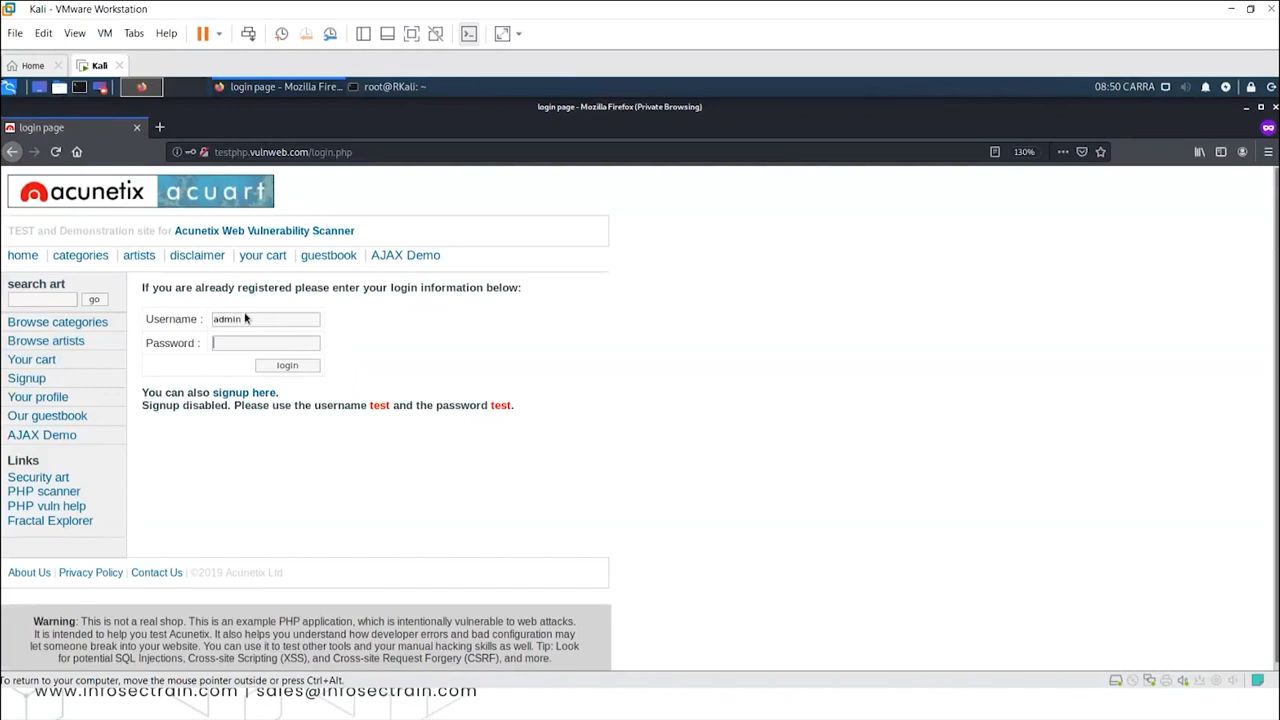 Kali - VMware Workstation
File Edit View VM Tabs Help
Home Kali
login page - Mozilla Fire... root@RKali: ~ 08:50 CARRA
login page - Mozilla Firefox (Private Browsing)
login page
testphp.vulnweb.com/login.php 130%
acunetix acuart
TEST and Demonstration site for Acunetix Web Vulnerability Scanner
home categories artists disclaimer your cart guestbook AJAX Demo
search art
go
Browse categories
Browse artists
Your cart
Signup
Your profile
Our guestbook
AJAX Demo
Links
Security art
PHP scanner
PHP vuln help
Fractal Explorer
If you are already registered please enter your login information below:
Username : admin
Password :
login
You can also signup here.
Signup disabled. Please use the username test and the password test.
About Us | Privacy Policy | Contact Us | ©2019 Acunetix Ltd
Warning: This is not a real shop. This is an example PHP application, which is intentionally vulnerable to web attacks.
It is intended to help you test Acunetix. It also helps you understand how developer errors and bad configuration may
let someone break into your website. You can use it to test other tools and your manual hacking skills as well. Tip: Look
for potential SQL Injections, Cross-site Scripting (XSS), and Cross-site Request Forgery (CSRF), and more.
To return to your computer, move the mouse pointer outside or press Ctrl+Alt.
www.infosectrain.com | sales@infosectrain.com